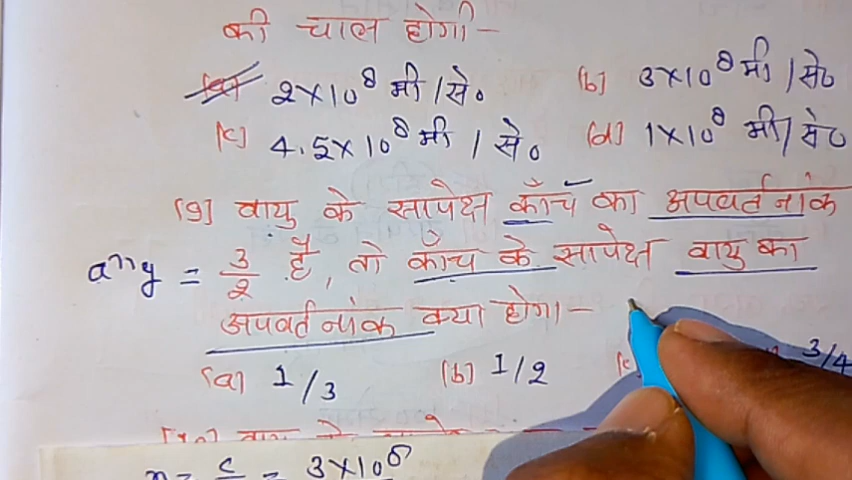 की चाल होगी -
(a) 2×10⁸ मी/से० (b) 3×10⁸ मी/से०
(c) 4.5×10⁸ मी/से० (d) 1×10⁸ मी/से०
(9) वायु के सापेक्ष काँच का अपवर्तनांक
ang = 3/2 है, तो काँच के सापेक्ष वायु का
अपवर्तनांक क्या होगा -
(a) 1/3 (b) 1/2 (c) 3/4
n = c = 3×10⁸